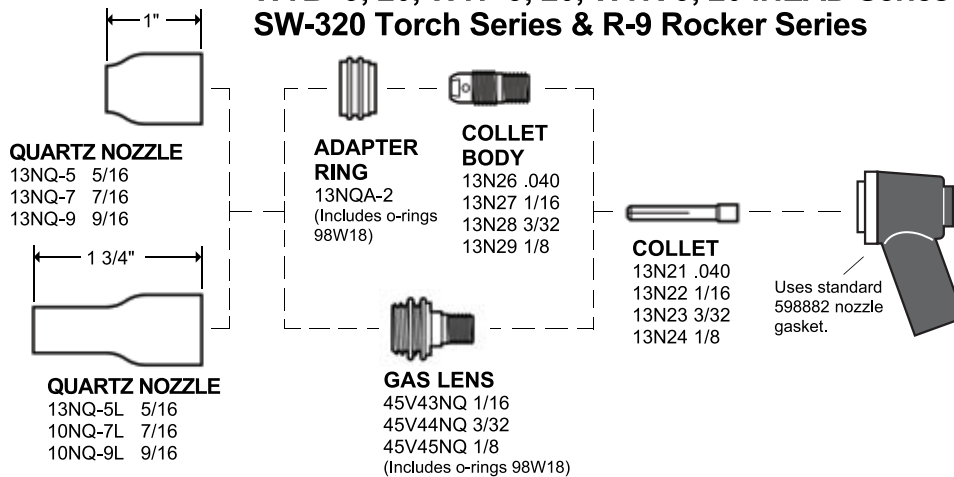 SW-320 Torch Series & R-9 Rocker Series
1"
QUARTZ NOZZLE
13NQ-5 5/16
13NQ-7 7/16
13NQ-9 9/16
1 3/4"
QUARTZ NOZZLE
13NQ-5L 5/16
10NQ-7L 7/16
10NQ-9L 9/16
ADAPTER
RING
13NQA-2
(Includes o-rings
98W18)
COLLET
BODY
13N26 .040
13N27 1/16
13N28 3/32
13N29 1/8
GAS LENS
45V43NQ 1/16
45V44NQ 3/32
45V45NQ 1/8
(Includes o-rings 98W18)
COLLET
13N21 .040
13N22 1/16
13N23 3/32
13N24 1/8
Uses standard
598882 nozzle
gasket.